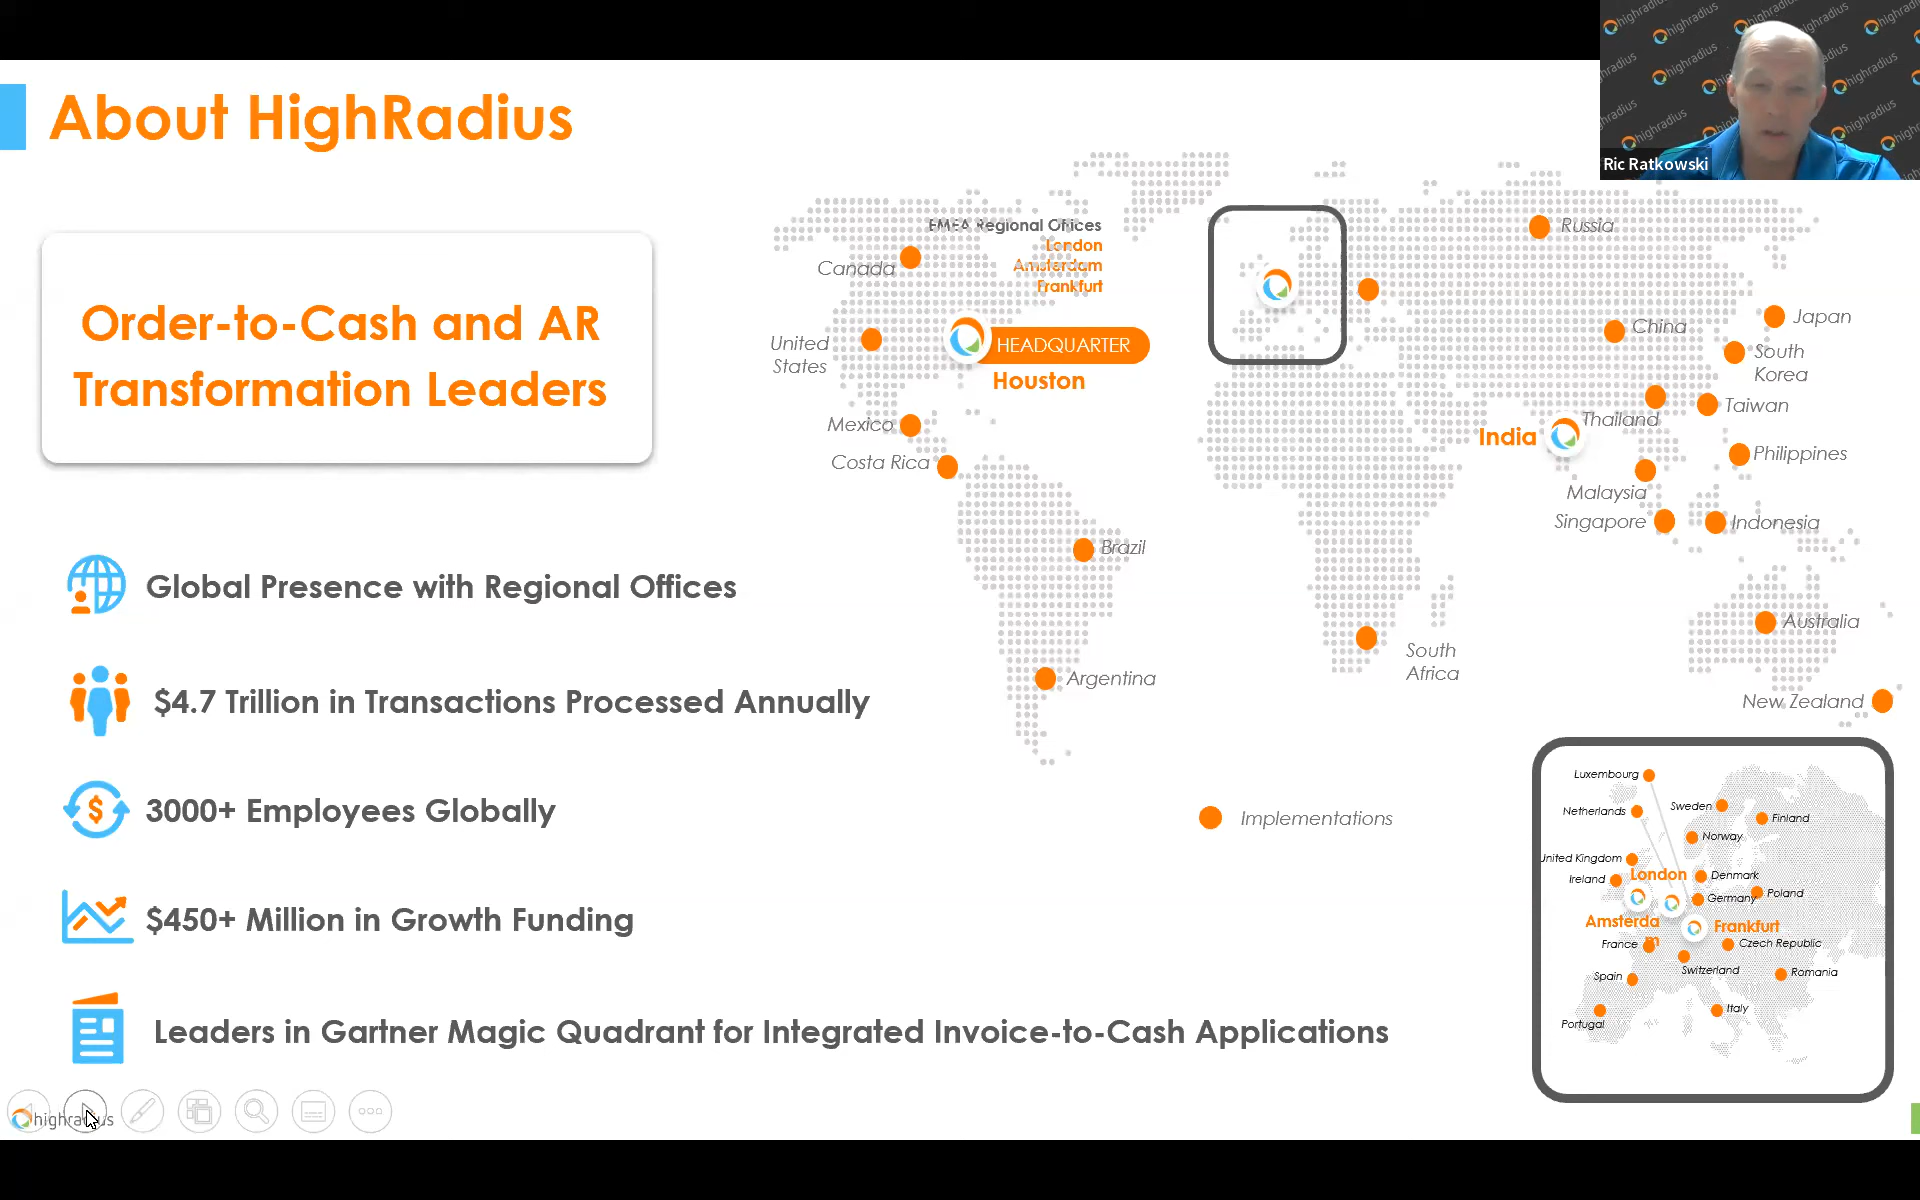 About HighRadius
highradius
Ric Ratkowski
Order-to-Cash and AR
Transformation Leaders
Global Presence with Regional Offices
$4.7 Trillion in Transactions Processed Annually
3000+ Employees Globally
$450+ Million in Growth Funding
Leaders in Gartner Magic Quadrant for Integrated Invoice-to-Cash Applications
EMEA Regional Offices
London
Amsterdam
Frankfurt
Canada
United
States
HEADQUARTER
Houston
Mexico
Costa Rica
Brazil
Argentina
Russia
China
Japan
South
Korea
Taiwan
Thailand
India
Philippines
Malaysia
Singapore
Indonesia
South
Africa
Australia
New Zealand
Implementations
Luxembourg
Netherlands
Sweden
Finland
Norway
United Kingdom
Ireland
London
Denmark
Poland
Germany
Amsterda
m
Frankfurt
France
Czech Republic
Switzerland
Romania
Spain
Italy
Portugal
highradius